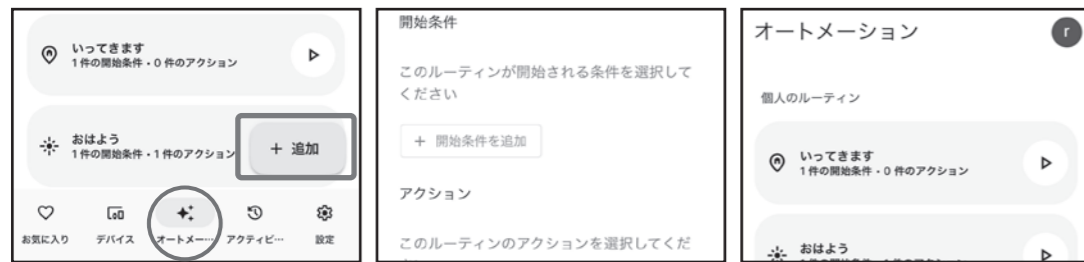 いってきます
1件の開始条件・0件のアクション
おはよう
1件の開始条件・1件のアクション
+ 追加
お気に入り
デバイス
オートメー…
アクティビ…
設定
開始条件
このルーティンが開始される条件を選択して
ください
+ 開始条件を追加
アクション
このルーティンのアクションを選択してくだ
オートメーション
r
個人のルーティン
いってきます
1件の開始条件・0件のアクション
おはよう